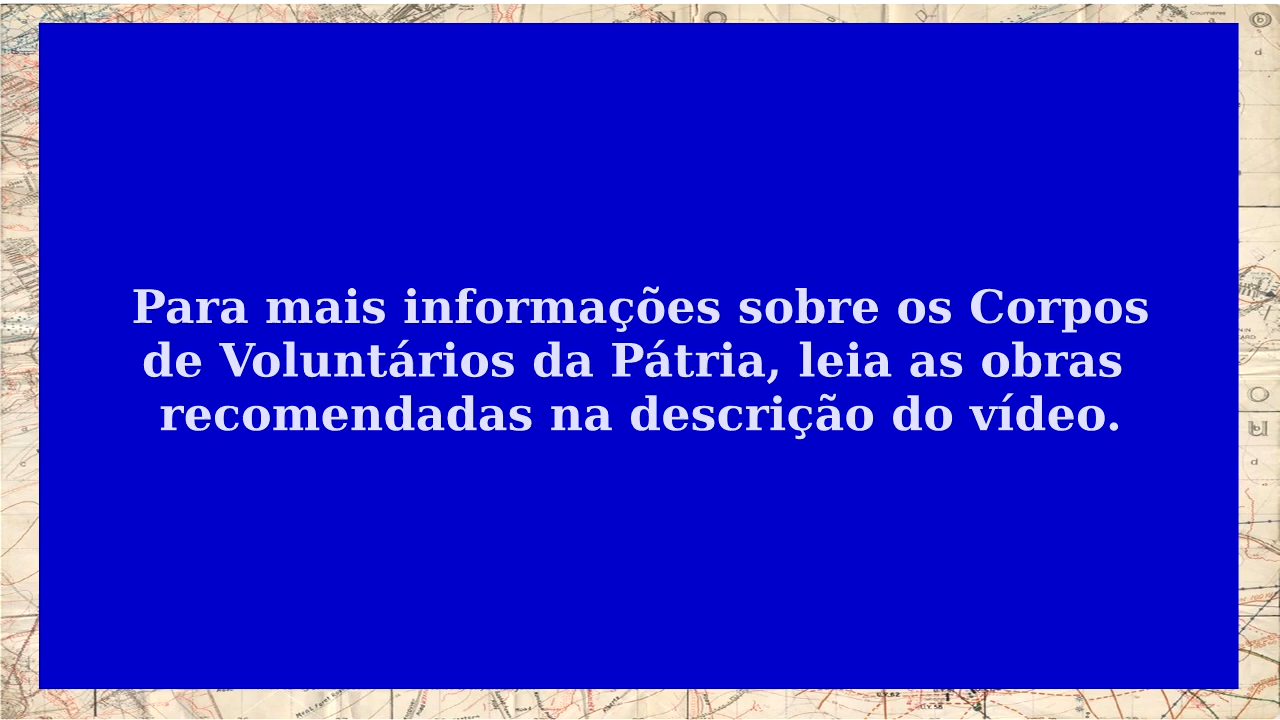 Para mais informações sobre os Corpos
de Voluntários da Pátria, leia as obras
recomendadas na descrição do vídeo.